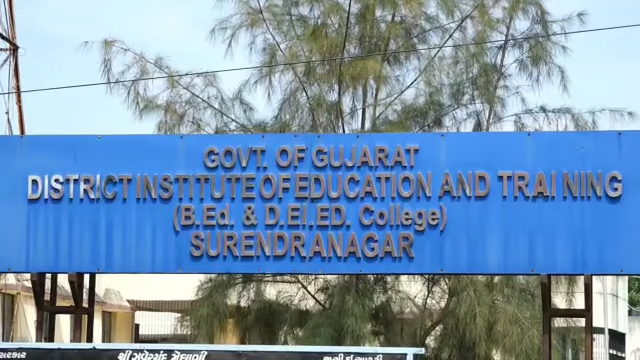 GOVT. OF GUJARAT
DISTRICT INSTITUTE OF EDUCATION AND TRAINING
(B.Ed. & D.El.ED. College)
SURENDRANAGAR
શ્રી